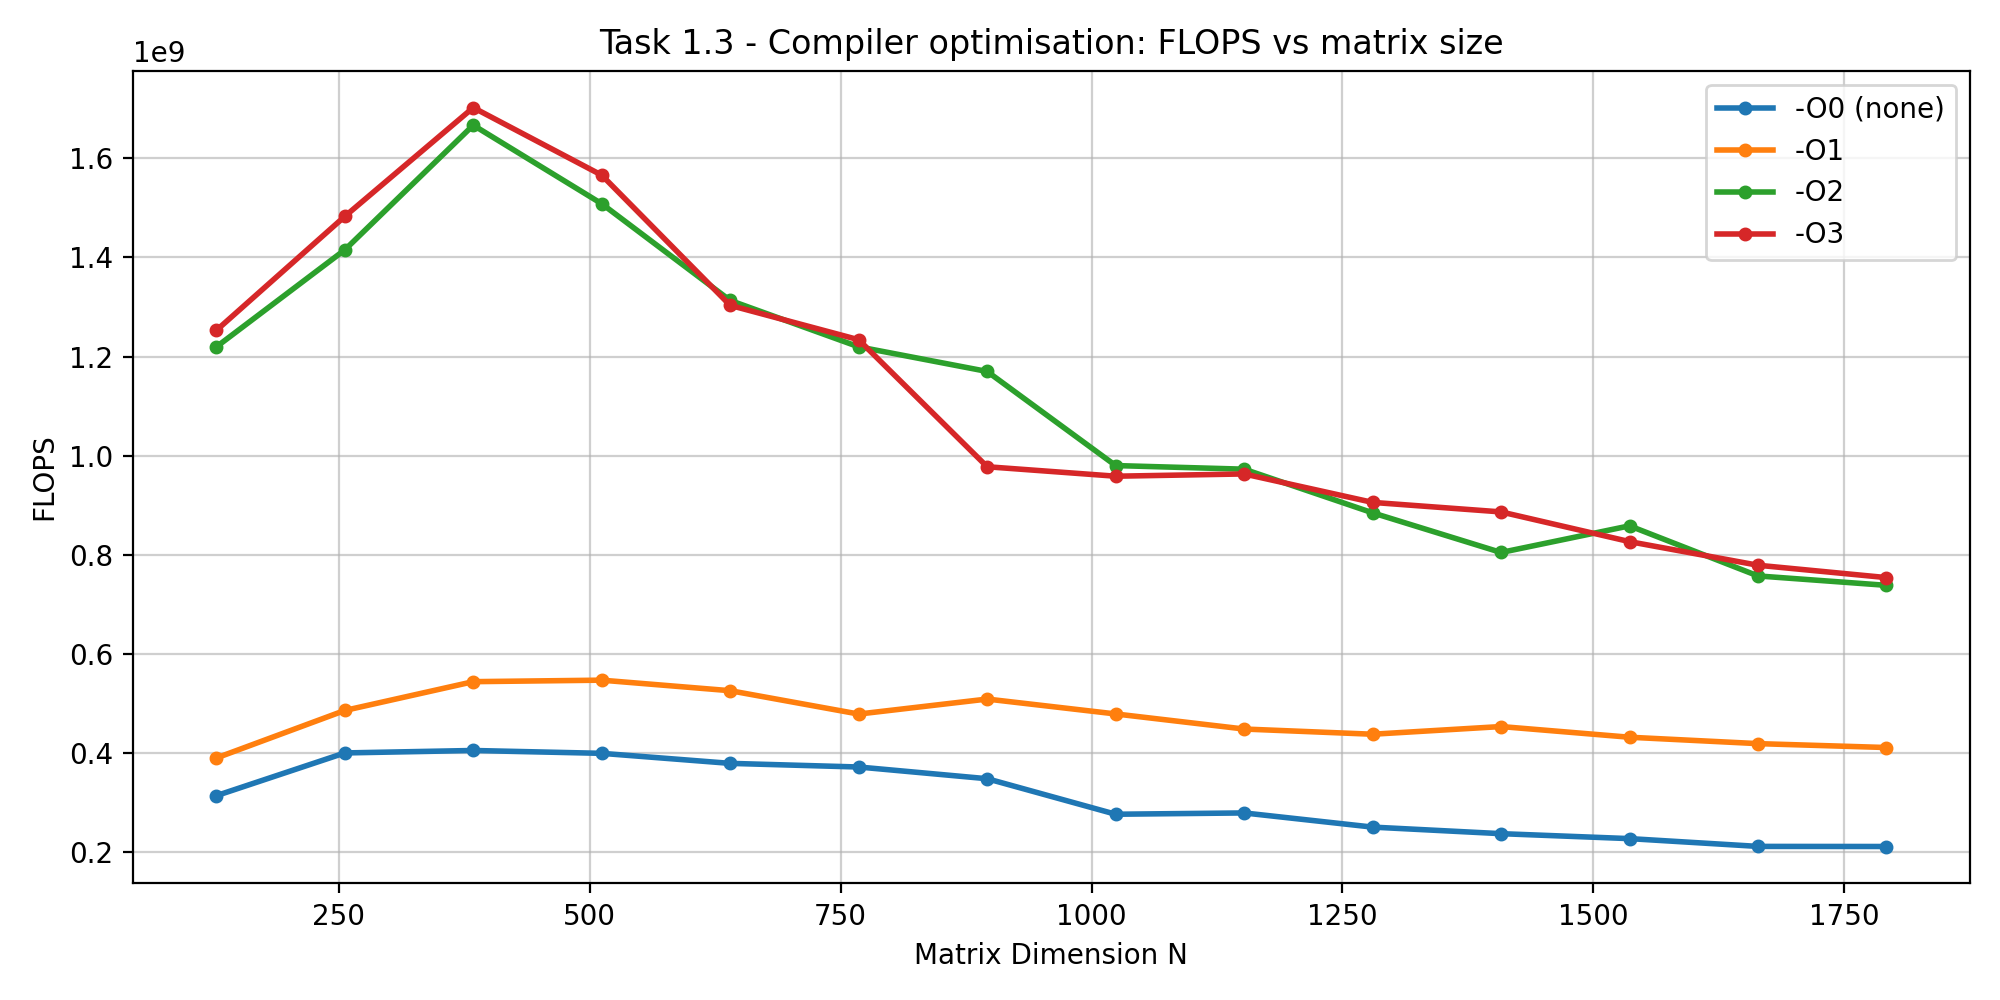 Task 1.3 - Compiler optimisation: FLOPS vs matrix size
1e9
-O0 (none)
-O1
-O2
-O3
1.6
1.4
1.2
1.0
0.8
0.6
0.4
0.2
FLOPS
250 500 750 1000 1250 1500 1750
Matrix Dimension N